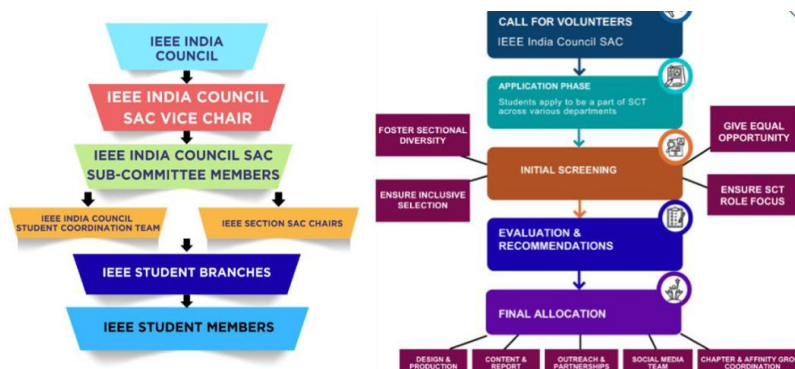 IEEE INDIA
COUNCIL
IEEE INDIA COUNCIL
SAC VICE CHAIR
IEEE INDIA COUNCIL SAC
SUB-COMMITTEE MEMBERS
IEEE INDIA COUNCIL
STUDENT COORDINATION TEAM
IEEE SECTION SAC CHAIRS
IEEE STUDENT BRANCHES
IEEE STUDENT MEMBERS
CALL FOR VOLUNTEERS
IEEE India Council SAC
APPLICATION PHASE
Students apply to be a part of SCT
across various departments
FOSTER SECTIONAL
DIVERSITY
GIVE EQUAL
OPPORTUNITY
INITIAL SCREENING
ENSURE INCLUSIVE
SELECTION
ENSURE SCT
ROLE FOCUS
EVALUATION &
RECOMMENDATIONS
FINAL ALLOCATION
DESIGN &
PRODUCTION
CONTENT &
REPORT
OUTREACH &
PARTNERSHIPS
SOCIAL MEDIA
TEAM
CHAPTER & AFFINITY GRO
COORDINATION